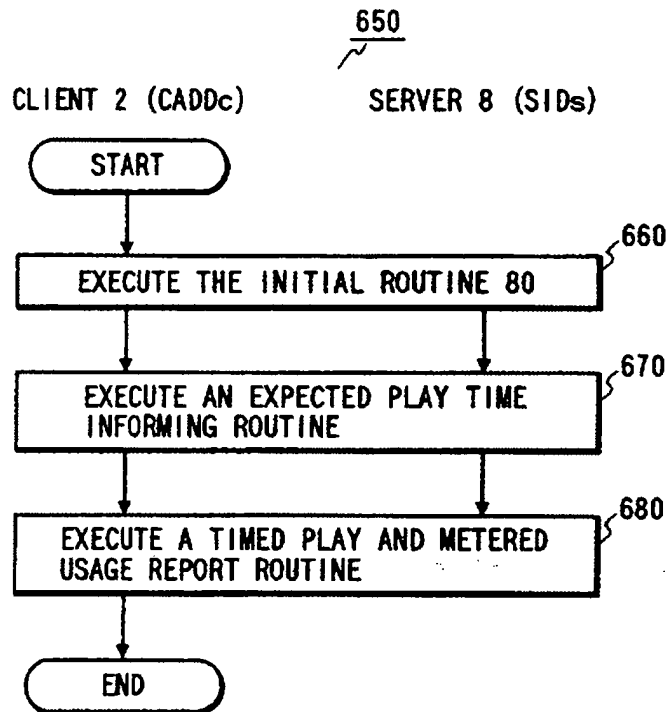 650
CLIENT 2 (CADDc) SERVER 8 (SIDs)
START
660
EXECUTE THE INITIAL ROUTINE 80
670
EXECUTE AN EXPECTED PLAY TIME
INFORMING ROUTINE
680
EXECUTE A TIMED PLAY AND METERED
USAGE REPORT ROUTINE
END